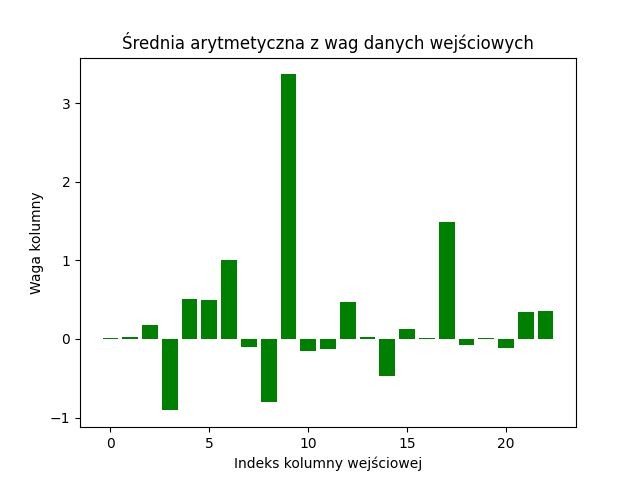 Średnia arytmetyczna z wag danych wejściowych
Waga kolumny
3
2
1
0
−1
0 5 10 15 20
Indeks kolumny wejściowej